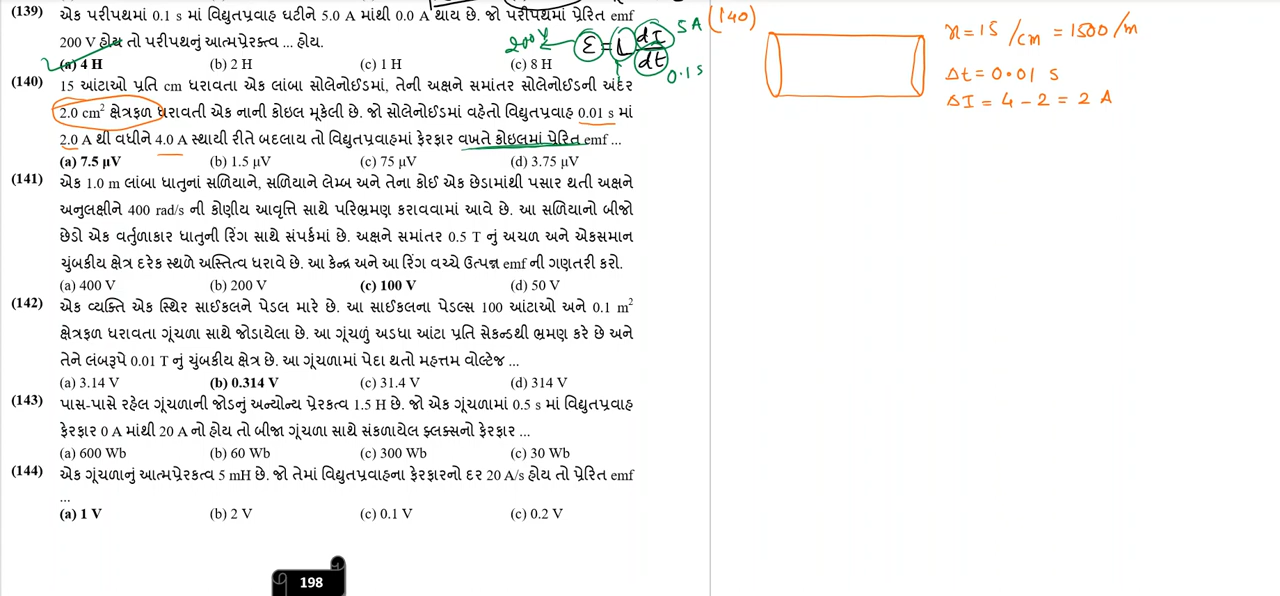 (139) એક પરીપથમાં 0.1 s માં વિદ્યુતપ્રવાહ ઘટીને 5.0 A માંથી 0.0 A થાય છે. જો પરીપથમાં પ્રેરિત emf
200 V હોય તો પરીપથનું આત્મપ્રેરક્ત્વ ... હોય.
(a) 4 H (b) 2 H (c) 1 H (c) 8 H
200V ε = L dI/dt 5 A 0.1 s
(140) 15 આંટાઓ પ્રતિ cm ધરાવતા એક લાંબા સોલેનોઈડમાં, તેની અક્ષને સમાંતર સોલેનોઈડની અંદર
2.0 cm² ક્ષેત્રફળ ધરાવતી એક નાની કોઇલ મૂકેલી છે. જો સોલેનોઈડમાં વહેતો વિદ્યુતપ્રવાહ 0.01 s માં
2.0 A થી વધીને 4.0 A સ્થાયી રીતે બદલાય તો વિદ્યુતપ્રવાહમાં ફેરફાર વખતે કોઇલમાં પ્રેરિત emf ...
(a) 7.5 μV (b) 1.5 μV (c) 75 μV (d) 3.75 μV
(141) એક 1.0 m લાંબા ધાતુનાં સળિયાને, સળિયાને લેમ્બ અને તેના કોઈ એક છેડામાંથી પસાર થતી અક્ષને
અનુલક્ષીને 400 rad/s ની કોણીય આવૃત્તિ સાથે પરિભ્રમણ કરાવવામાં આવે છે. આ સળિયાનો બીજો
છેડો એક વર્તુળાકાર ધાતુની રિંગ સાથે સંપર્કમાં છે. અક્ષને સમાંતર 0.5 T નું અચળ અને એકસમાન
ચુંબકીય ક્ષેત્ર દરેક સ્થળે અસ્તિત્વ ધરાવે છે. આ કેન્દ્ર અને આ રિંગ વચ્ચે ઉત્પન્ન emf ની ગણતરી કરો.
(a) 400 V (b) 200 V (c) 100 V (d) 50 V
(142) એક વ્યક્તિ એક સ્થિર સાઈકલને પેડલ મારે છે. આ સાઈકલના પેડલ્સ 100 આંટાઓ અને 0.1 m²
ક્ષેત્રફળ ધરાવતા ગૂંચળા સાથે જોડાયેલા છે. આ ગૂંચળું અડધા આંટા પ્રતિ સેકન્ડથી ભ્રમણ કરે છે અને
તેને લંબરૂપે 0.01 T નું ચુંબકીય ક્ષેત્ર છે. આ ગૂંચળામાં પેદા થતો મહત્તમ વોલ્ટેજ ...
(a) 3.14 V (b) 0.314 V (c) 31.4 V (d) 314 V
(143) પાસ-પાસે રહેલ ગૂંચળાની જોડનું અન્યોન્ય પ્રેરકત્વ 1.5 H છે. જો એક ગૂંચળામાં 0.5 s માં વિદ્યુતપ્રવાહ
ફેરફાર 0 A માંથી 20 A નો હોય તો બીજા ગૂંચળા સાથે સંકળાયેલ ફ્લક્સનો ફેરફાર ...
(a) 600 Wb (b) 60 Wb (c) 300 Wb (c) 30 Wb
(144) એક ગૂંચળાનું આત્મપ્રેરકત્વ 5 mH છે. જો તેમાં વિદ્યુતપ્રવાહના ફેરફારનો દર 20 A/s હોય તો પ્રેરિત emf
...
(a) 1 V (b) 2 V (c) 0.1 V (c) 0.2 V
198
(140)
n = 15 /cm = 1500 /m
Δt = 0.01 s
ΔI = 4 - 2 = 2 A